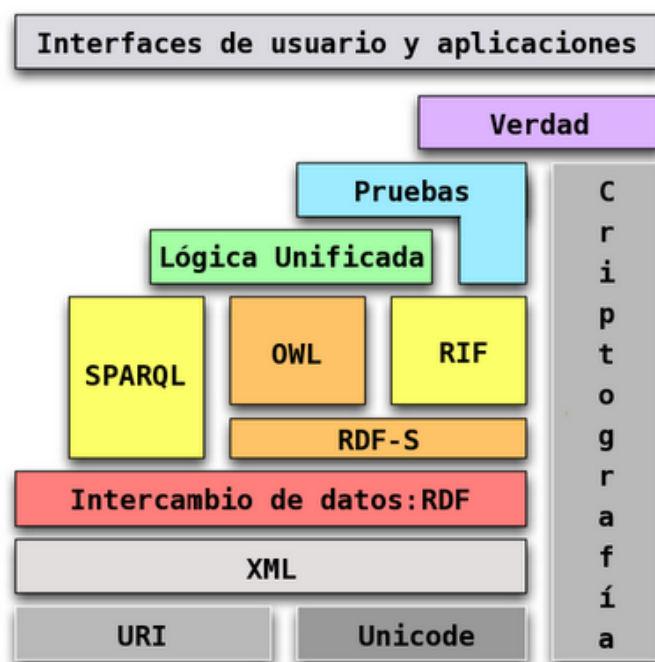 Interfaces de usuario y aplicaciones
Verdad
Pruebas
Lógica Unificada
SPARQL
OWL
RIF
RDF-S
Intercambio de datos:RDF
XML
URI
Unicode
Criptografía